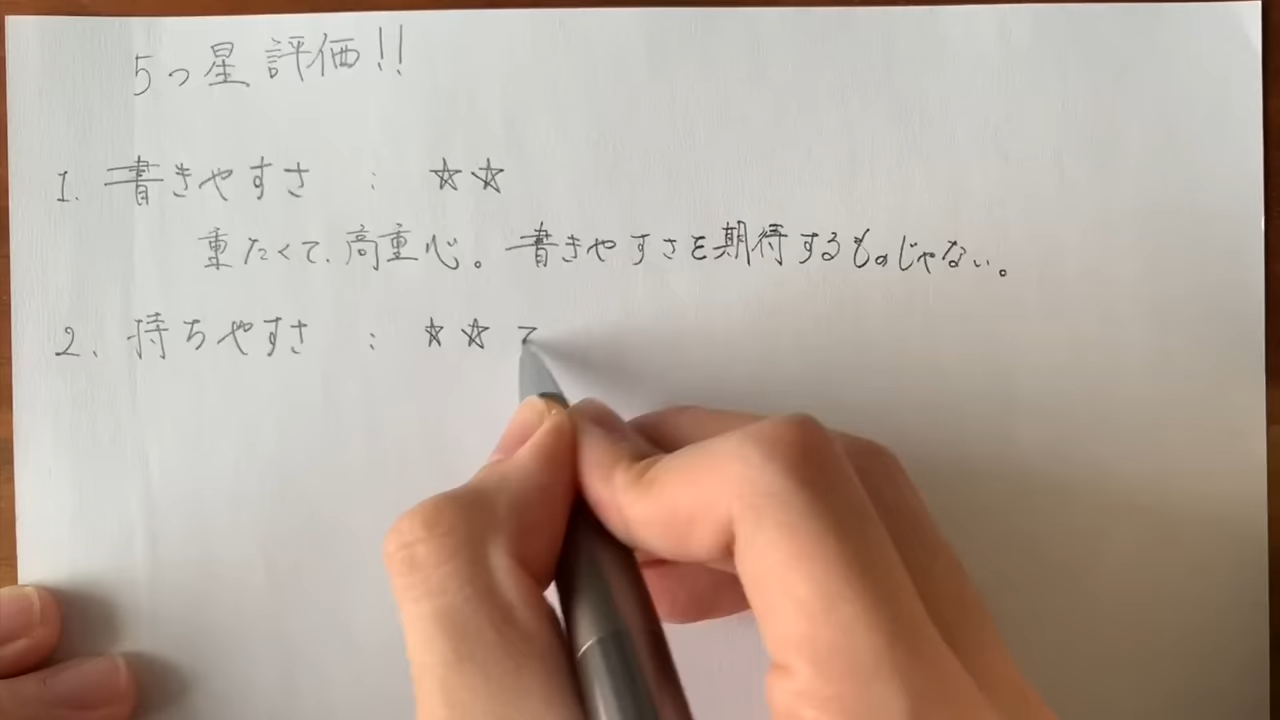 5つ星評価!!
1. 書きやすさ : ☆☆
重たくて、高重心。書きやすさを期待するものじゃない。
2. 持ちやすさ : ☆☆